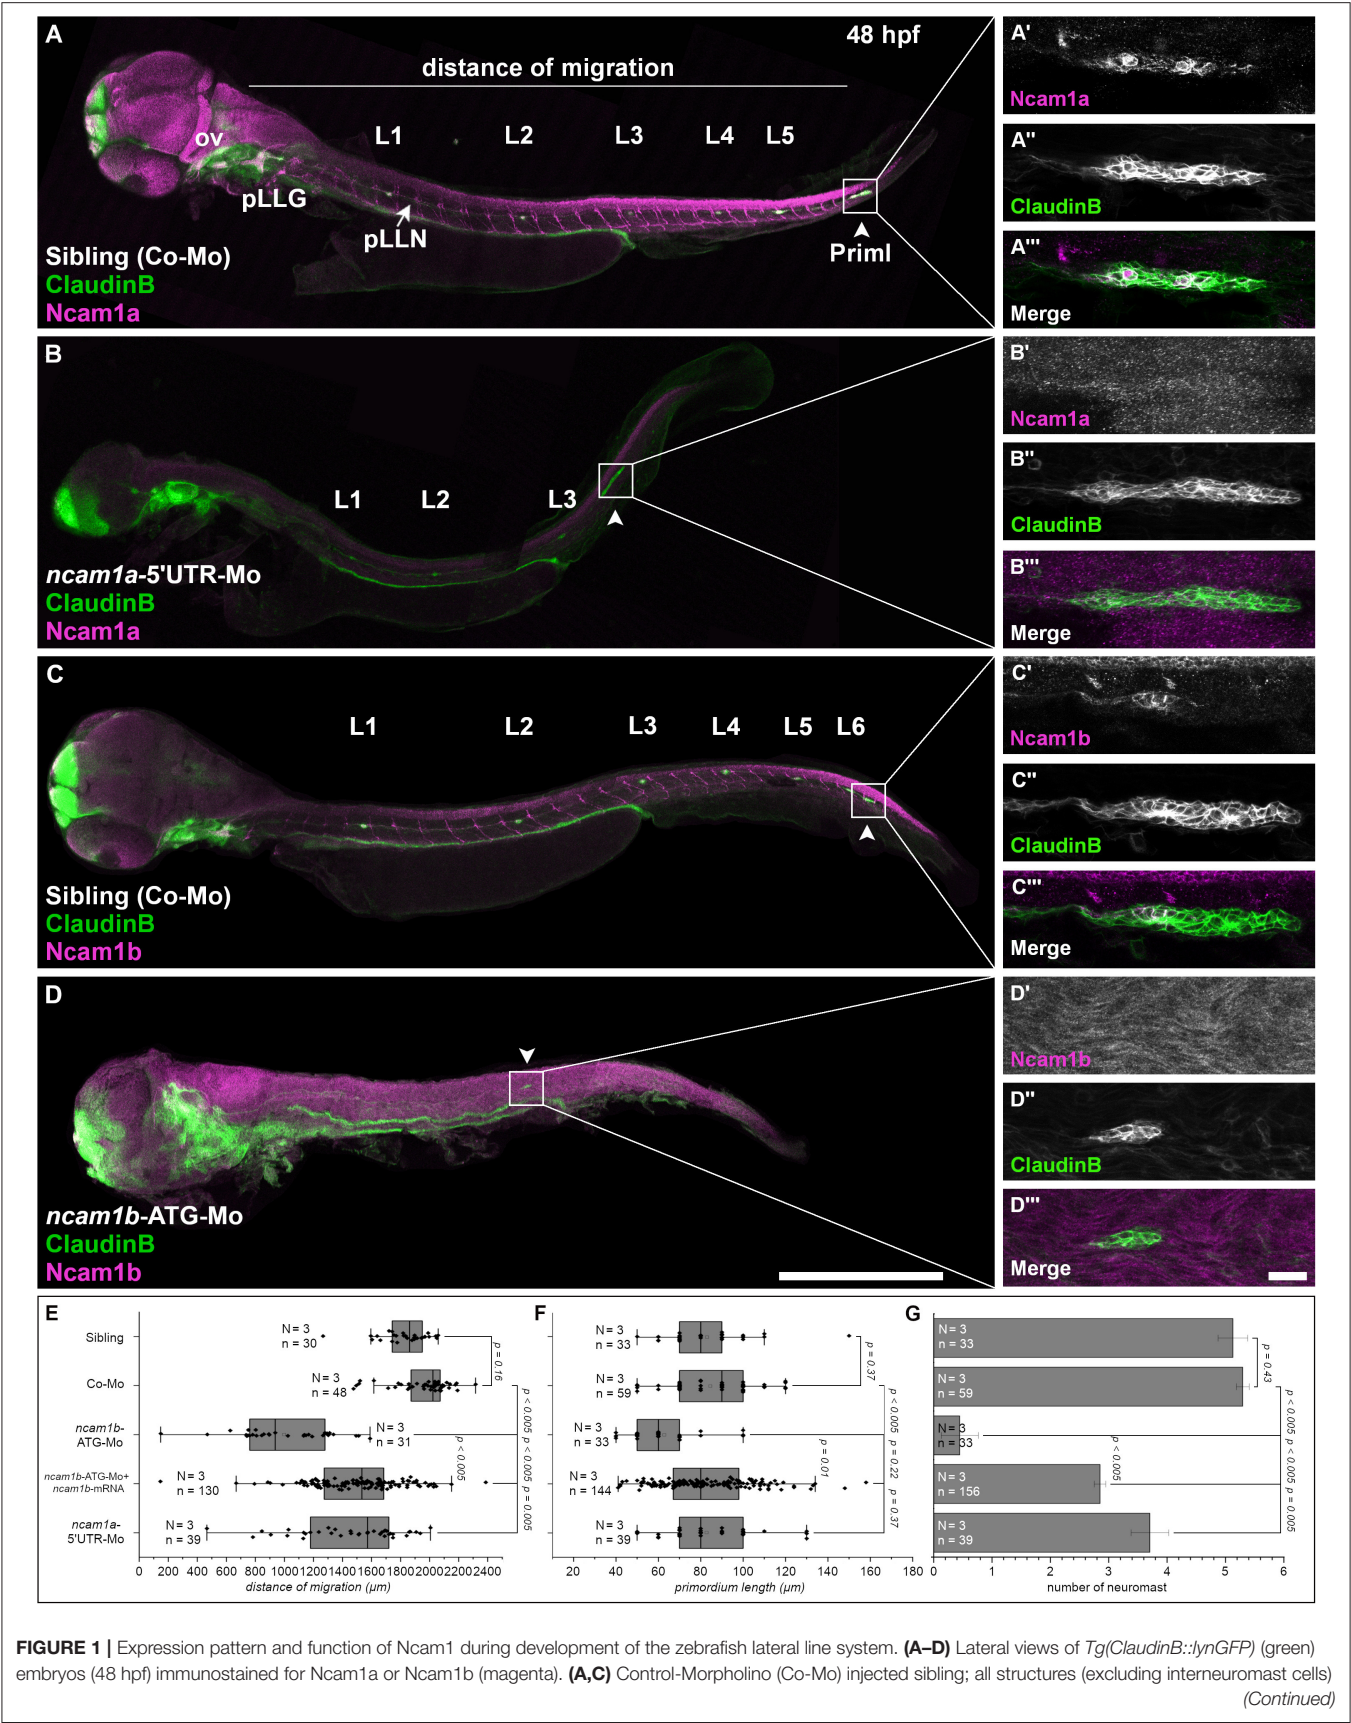 A
48 hpf
distance of migration
ov
L1
L2
L3
L4
L5
pLLG
pLLN
PrimI
Sibling (Co-Mo)
ClaudinB
Ncam1a
A'
Ncam1a
A''
ClaudinB
A'''
Merge
B
L1
L2
L3
ncam1a-5'UTR-Mo
ClaudinB
Ncam1a
B'
Ncam1a
B''
ClaudinB
B'''
Merge
C
L1
L2
L3
L4
L5
L6
Sibling (Co-Mo)
ClaudinB
Ncam1b
C'
Ncam1b
C''
ClaudinB
C'''
Merge
D
ncam1b-ATG-Mo
ClaudinB
Ncam1b
D'
Ncam1b
D''
ClaudinB
D'''
Merge
E
Sibling
Co-Mo
ncam1b-
ATG-Mo
ncam1b-ATG-Mo+
ncam1b-mRNA
ncam1a-
5'UTR-Mo
N = 3
n = 30
N = 3
n = 48
N = 3
n = 31
N = 3
n = 130
N = 3
n = 39
p = 0.16
p < 0.005
p < 0.005 p < 0.005 p = 0.005
0 200 400 600 800 1000 1200 1400 1600 1800 2000 2200 2400
distance of migration (µm)
F
N = 3
n = 33
N = 3
n = 59
N = 3
n = 33
N = 3
n = 144
N = 3
n = 39
p = 0.37
p = 0.01
p < 0.005 p = 0.22 p = 0.37
20 40 60 80 100 120 140 160 180
primordium length (µm)
G
N = 3
n = 33
N = 3
n = 59
N = 3
n = 33
N = 3
n = 156
N = 3
n = 39
p = 0.43
p < 0.005
p < 0.005 p < 0.005 p = 0.005
0 1 2 3 4 5 6
number of neuromast
FIGURE 1 | Expression pattern and function of Ncam1 during development of the zebrafish lateral line system. (A–D) Lateral views of Tg(ClaudinB::lynGFP) (green)
embryos (48 hpf) immunostained for Ncam1a or Ncam1b (magenta). (A,C) Control-Morpholino (Co-Mo) injected sibling; all structures (excluding interneuromast cells)
(Continued)